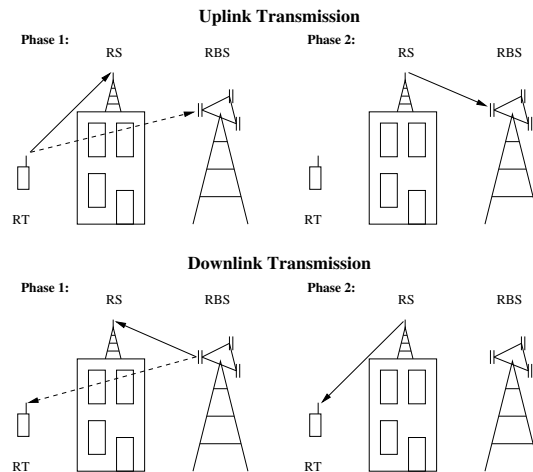 Uplink Transmission
Phase 1:
RS
RBS
RT
Phase 2:
RS
RBS
RT
Downlink Transmission
Phase 1:
RS
RBS
RT
Phase 2:
RS
RBS
RT